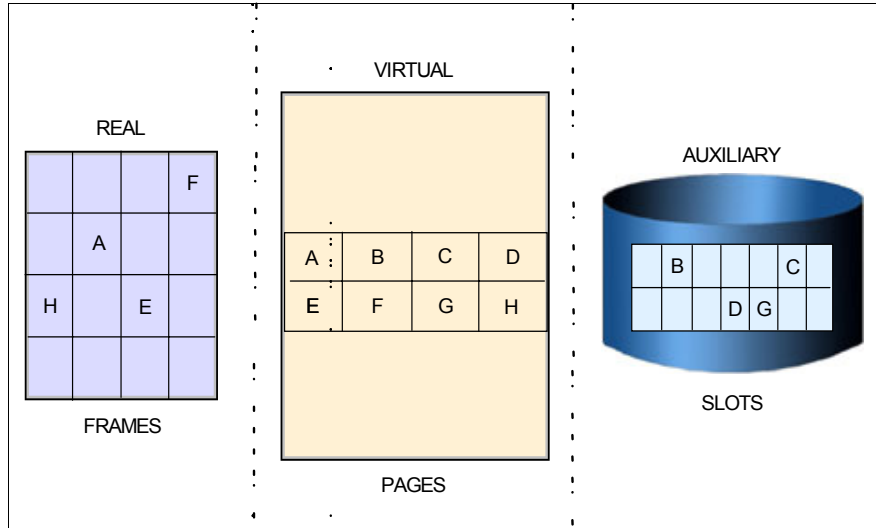 REAL
F
A
H E
FRAMES
VIRTUAL
A B C D
E F G H
PAGES
AUXILIARY
B C
D G
SLOTS